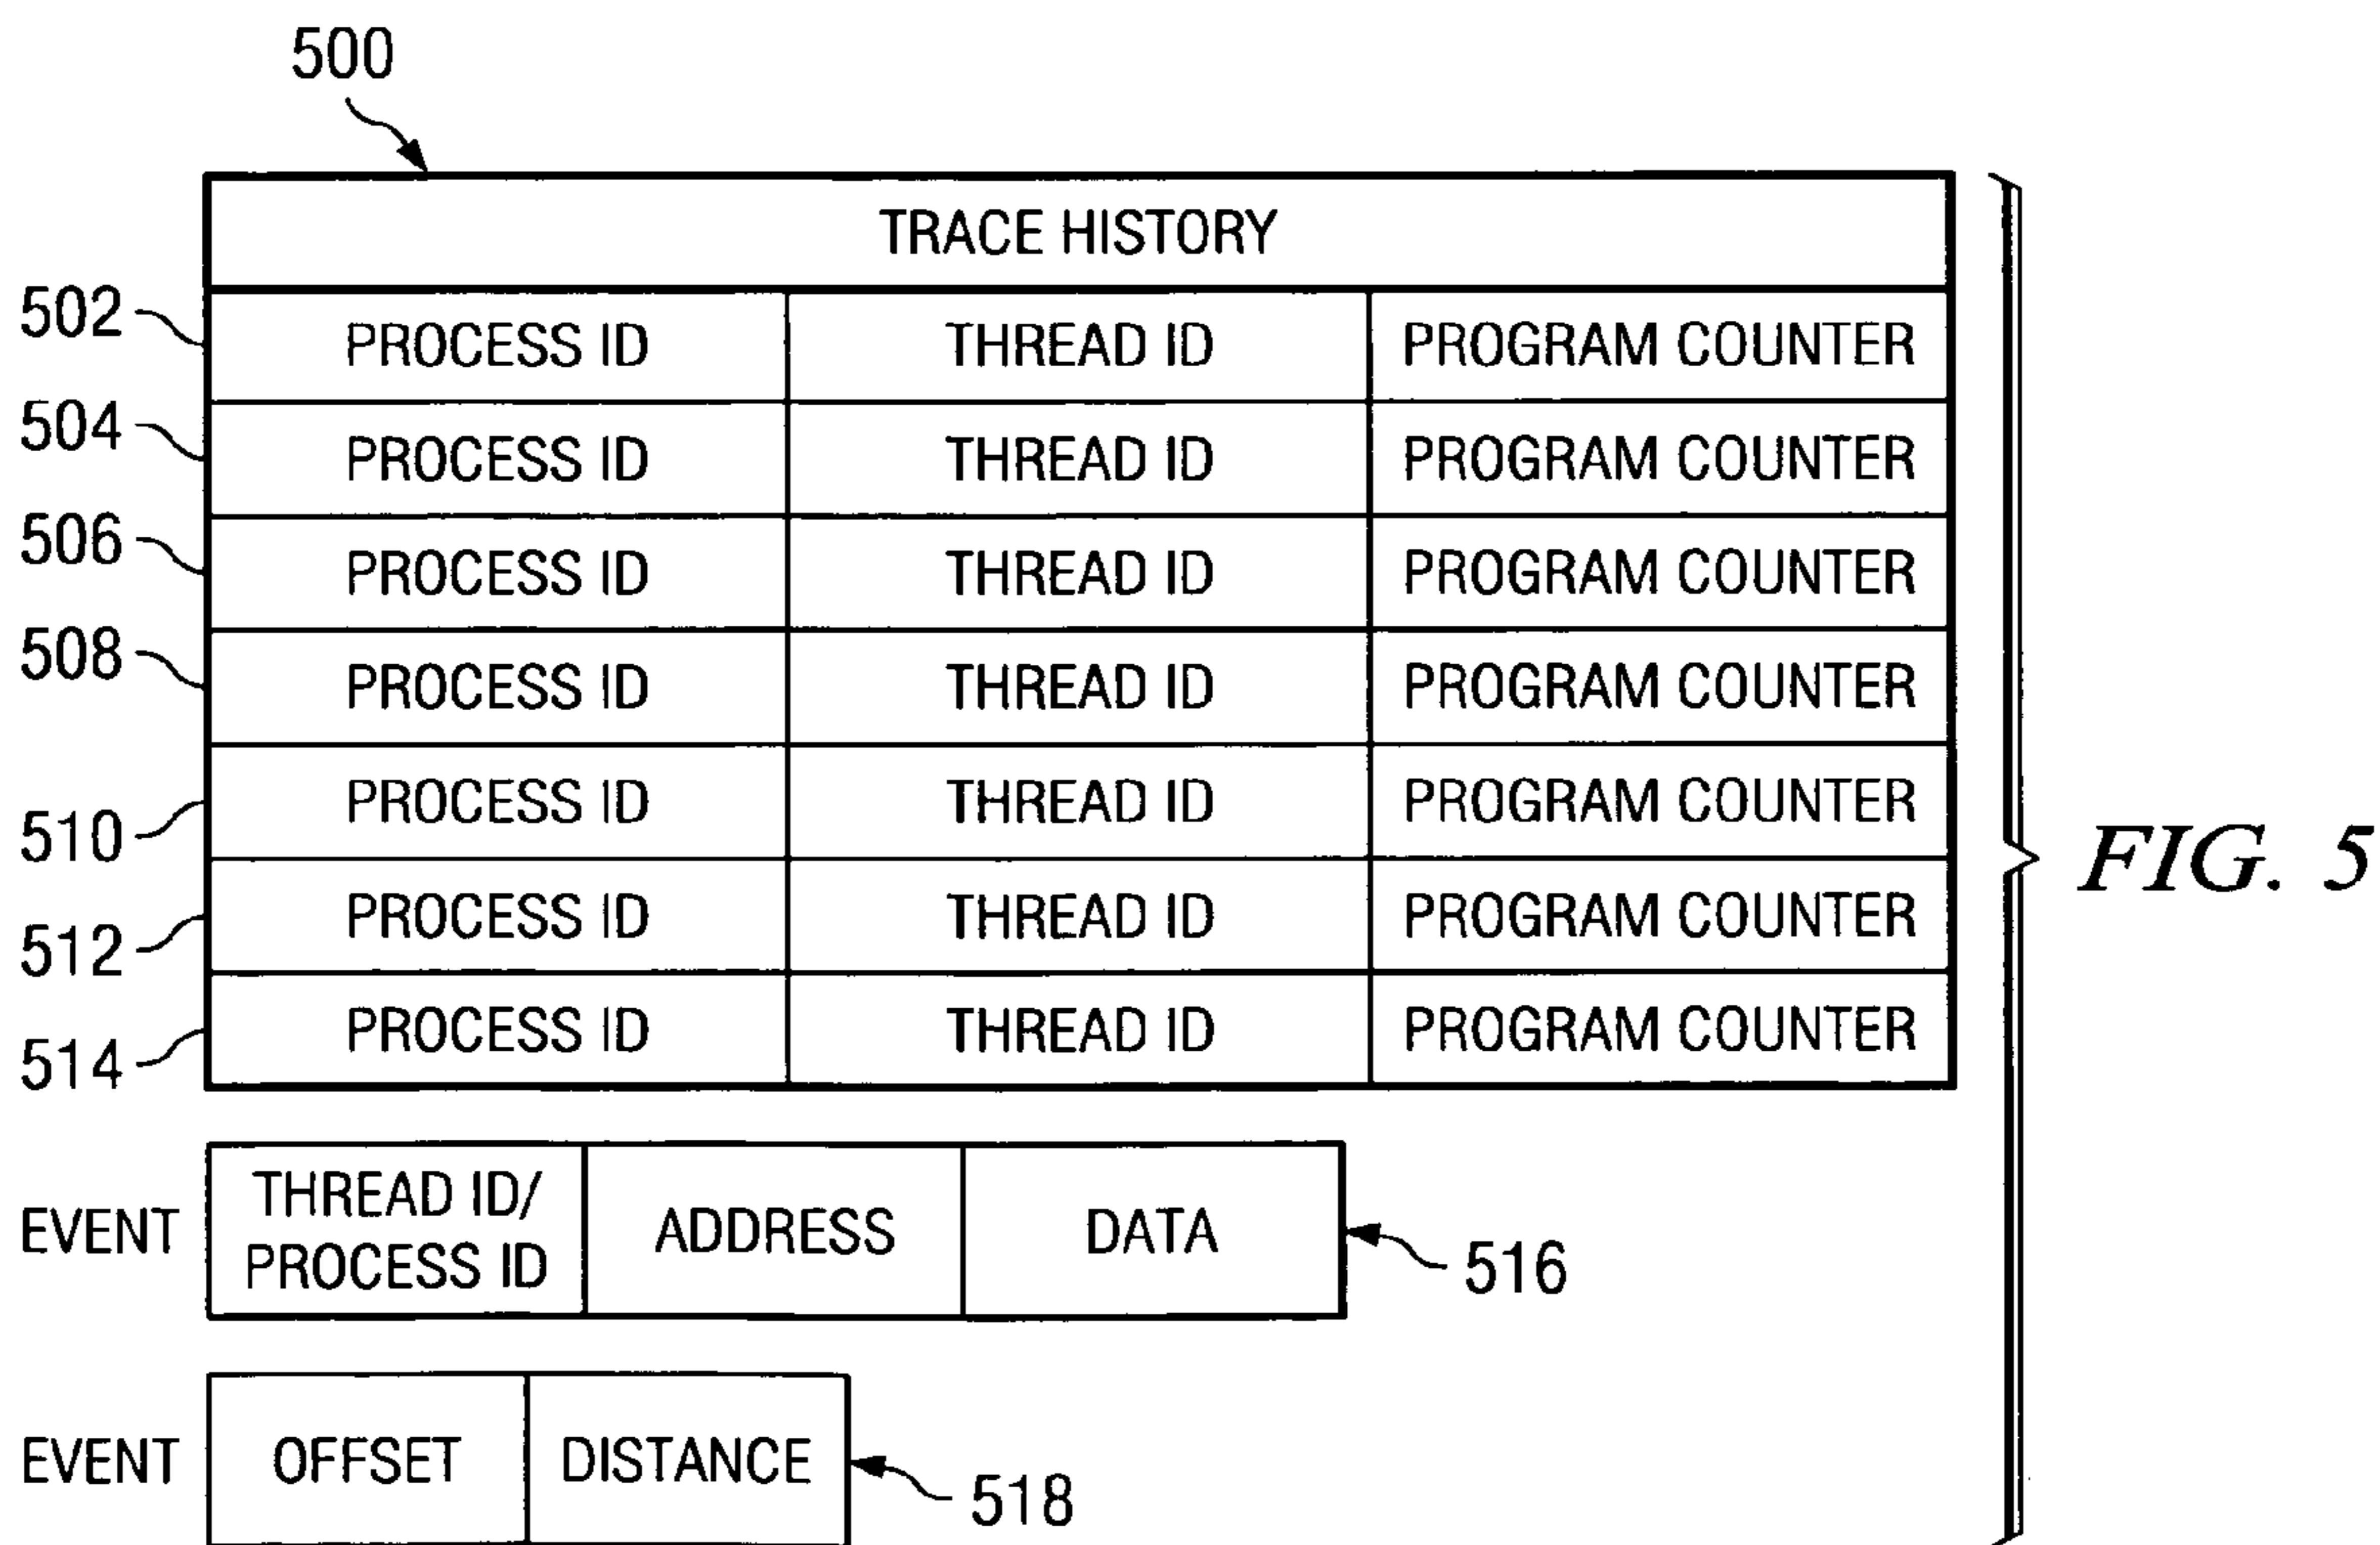 500
TRACE HISTORY
502 PROCESS ID THREAD ID PROGRAM COUNTER
504 PROCESS ID THREAD ID PROGRAM COUNTER
506 PROCESS ID THREAD ID PROGRAM COUNTER
508 PROCESS ID THREAD ID PROGRAM COUNTER
510 PROCESS ID THREAD ID PROGRAM COUNTER
512 PROCESS ID THREAD ID PROGRAM COUNTER
514 PROCESS ID THREAD ID PROGRAM COUNTER
FIG. 5
EVENT
THREAD ID/
PROCESS ID
ADDRESS
DATA
516
EVENT
OFFSET
DISTANCE
518